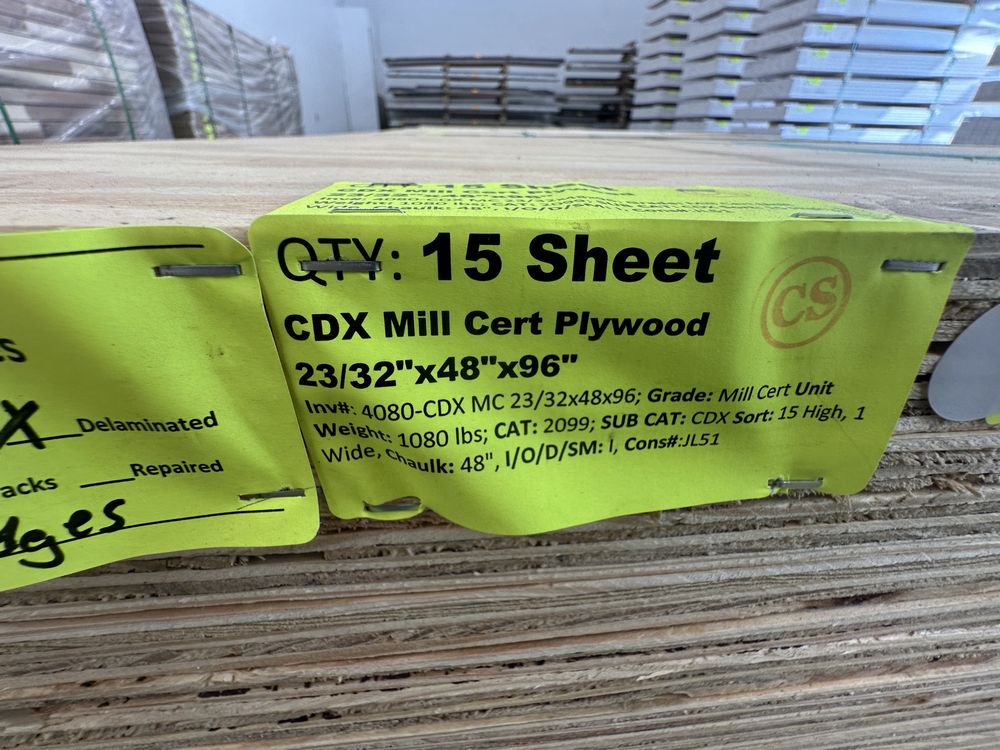 QTY: 15 Sheet
CS
CDX Mill Cert Plywood
23/32"x48"x96"
Inv#: 4080-CDX MC 23/32x48x96; Grade: Mill Cert Unit
Weight: 1080 lbs; CAT: 2099; SUB CAT: CDX Sort: 15 High, 1
Wide, Chaulk: 48", I/O/D/SM: I, Cons#:JL51
X Delaminated
acks ___Repaired
dges